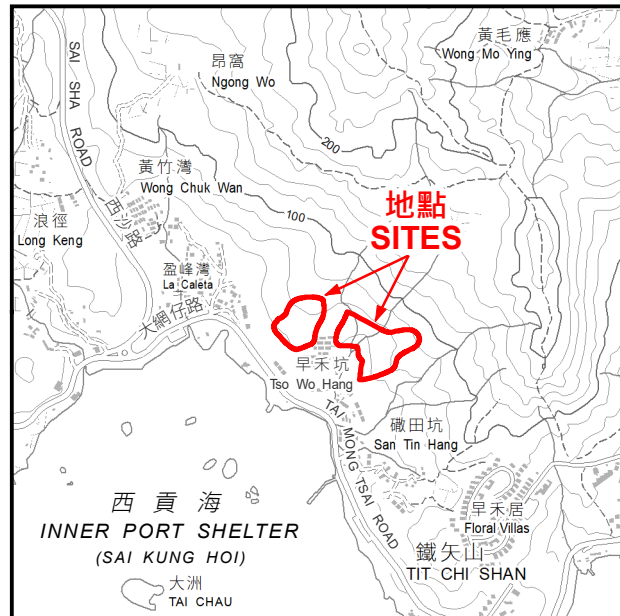 黃毛應
Wong Mo Ying
昂窩
Ngong Wo
SAI SHA ROAD
200
黃竹灣
Wong Chuk Wan
西沙路
浪徑
Long Keng
100
地點
SITES
盈峰灣
La Caleta
大網仔路
早禾坑
Tso Wo Hang
TAI MONG TSAI ROAD
磡田坑
San Tin Hang
早禾居
Floral Villas
西貢海
INNER PORT SHELTER
(SAI KUNG HOI)
鐵矢山
TIT CHI SHAN
大洲
TAI CHAU